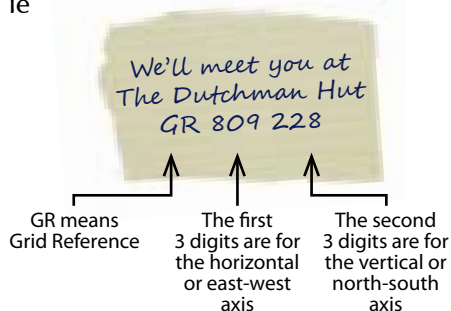 le
We'll meet you at
The Dutchman Hut
GR 809 228
GR means
Grid Reference
The first
3 digits are for
the horizontal
or east-west
axis
The second
3 digits are for
the vertical or
north-south
axis